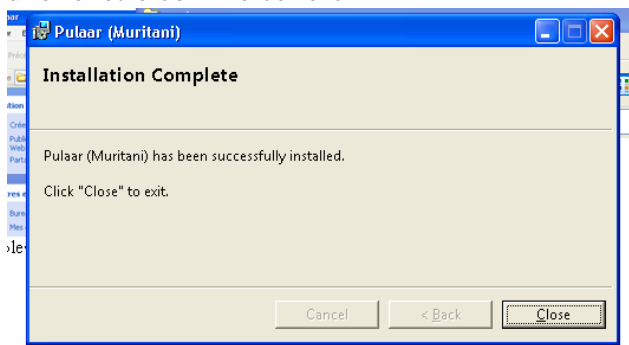 Pulaar (Muritani)
Installation Complete
Pulaar (Muritani) has been successfully installed.
Click "Close" to exit.
Cancel
< Back
Close